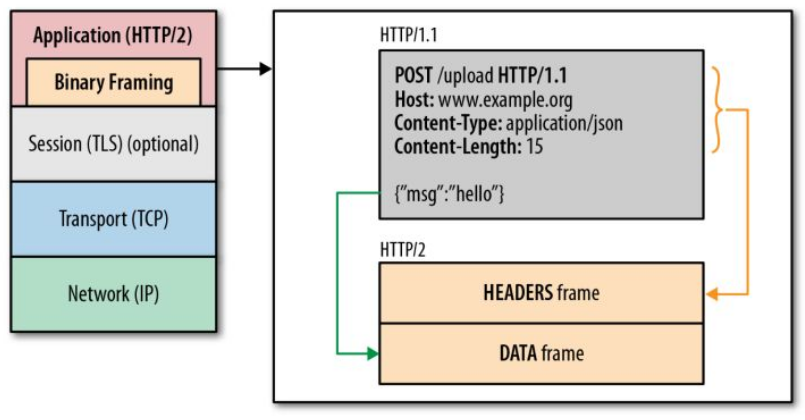 Application (HTTP/2)
Binary Framing
Session (TLS) (optional)
Transport (TCP)
Network (IP)
HTTP/1.1
POST /upload HTTP/1.1
Host: www.example.org
Content-Type: application/json
Content-Length: 15
{”msg”:”hello”}
HTTP/2
HEADERS frame
DATA frame